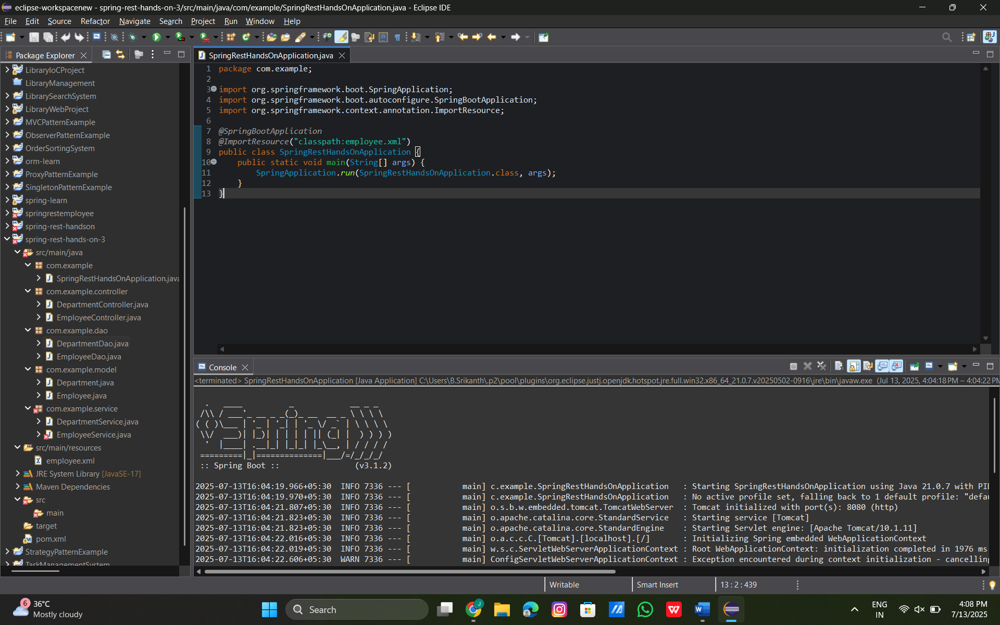 eclipse-workspacenew - spring-rest-hands-on-3/src/main/java/com/example/SpringRestHandsOnApplication.java - Eclipse IDE
File Edit Source Refactor Navigate Search Project Run Window Help
Package Explorer
LibraryIoCProject
LibraryManagement
LibrarySearchSystem
LibraryWebProject
MVCPatternExample
ObserverPatternExample
OrderSortingSystem
orm-learn
ProxyPatternExample
SingletonPatternExample
spring-learn
springrestemployee
spring-rest-handson
spring-rest-hands-on-3
src/main/java
com.example
SpringRestHandsOnApplication.java
com.example.controller
DepartmentController.java
EmployeeController.java
com.example.dao
DepartmentDao.java
EmployeeDao.java
com.example.model
Department.java
Employee.java
com.example.service
DepartmentService.java
EmployeeService.java
src/main/resources
employee.xml
JRE System Library [JavaSE-17]
Maven Dependencies
src
main
target
pom.xml
StrategyPatternExample
TaskManagementSystem
SpringRestHandsOnApplication.java
1 package com.example;
2
3 import org.springframework.boot.SpringApplication;
4 import org.springframework.boot.autoconfigure.SpringBootApplication;
5 import org.springframework.context.annotation.ImportResource;
6
7 @SpringBootApplication
8 @ImportResource("classpath:employee.xml")
9 public class SpringRestHandsOnApplication {
10 public static void main(String[] args) {
11 SpringApplication.run(SpringRestHandsOnApplication.class, args);
12 }
13 }
Console
<terminated> SpringRestHandsOnApplication [Java Application] C:\Users\B.Srikanth\.p2\pool\plugins\org.eclipse.justj.openjdk.hotspot.jre.full.win32.x86_64_21.0.7.v20250502-0916\jre\bin\javaw.exe (Jul 13, 2025, 4:04:18 PM – 4:04:22 PM
  .   ____          _            __ _ _
 /\\ / ___'_ __ _ _(_)_ __  __ _ \ \ \ \
( ( )\___ | '_ | '_| | '_ \/ _` | \ \ \ \
 \\/  ___)| |_)| | | | | || (_| |  ) ) ) )
  '  |____| .__|_| |_|_| |_\__, | / / / /
 =========|_|==============|___/=/_/_/_/
 :: Spring Boot ::                (v3.1.2)
2025-07-13T16:04:19.966+05:30 INFO 7336 --- [ main] c.example.SpringRestHandsOnApplication : Starting SpringRestHandsOnApplication using Java 21.0.7 with PID
2025-07-13T16:04:19.970+05:30 INFO 7336 --- [ main] c.example.SpringRestHandsOnApplication : No active profile set, falling back to 1 default profile: "defau
2025-07-13T16:04:21.807+05:30 INFO 7336 --- [ main] o.s.b.w.embedded.tomcat.TomcatWebServer : Tomcat initialized with port(s): 8080 (http)
2025-07-13T16:04:21.823+05:30 INFO 7336 --- [ main] o.apache.catalina.core.StandardService : Starting service [Tomcat]
2025-07-13T16:04:21.823+05:30 INFO 7336 --- [ main] o.apache.catalina.core.StandardEngine : Starting Servlet engine: [Apache Tomcat/10.1.11]
2025-07-13T16:04:22.016+05:30 INFO 7336 --- [ main] o.a.c.c.C.[Tomcat].[localhost].[/] : Initializing Spring embedded WebApplicationContext
2025-07-13T16:04:22.019+05:30 INFO 7336 --- [ main] w.s.c.ServletWebServerApplicationContext : Root WebApplicationContext: initialization completed in 1976 ms
2025-07-13T16:04:22.606+05:30 WARN 7336 --- [ main] ConfigServletWebServerApplicationContext : Exception encountered during context initialization - cancelling
Writable Smart Insert 13 : 2 : 439
6
36°C
Mostly cloudy
Search
J
ENG
IN
4:08 PM
7/13/2025